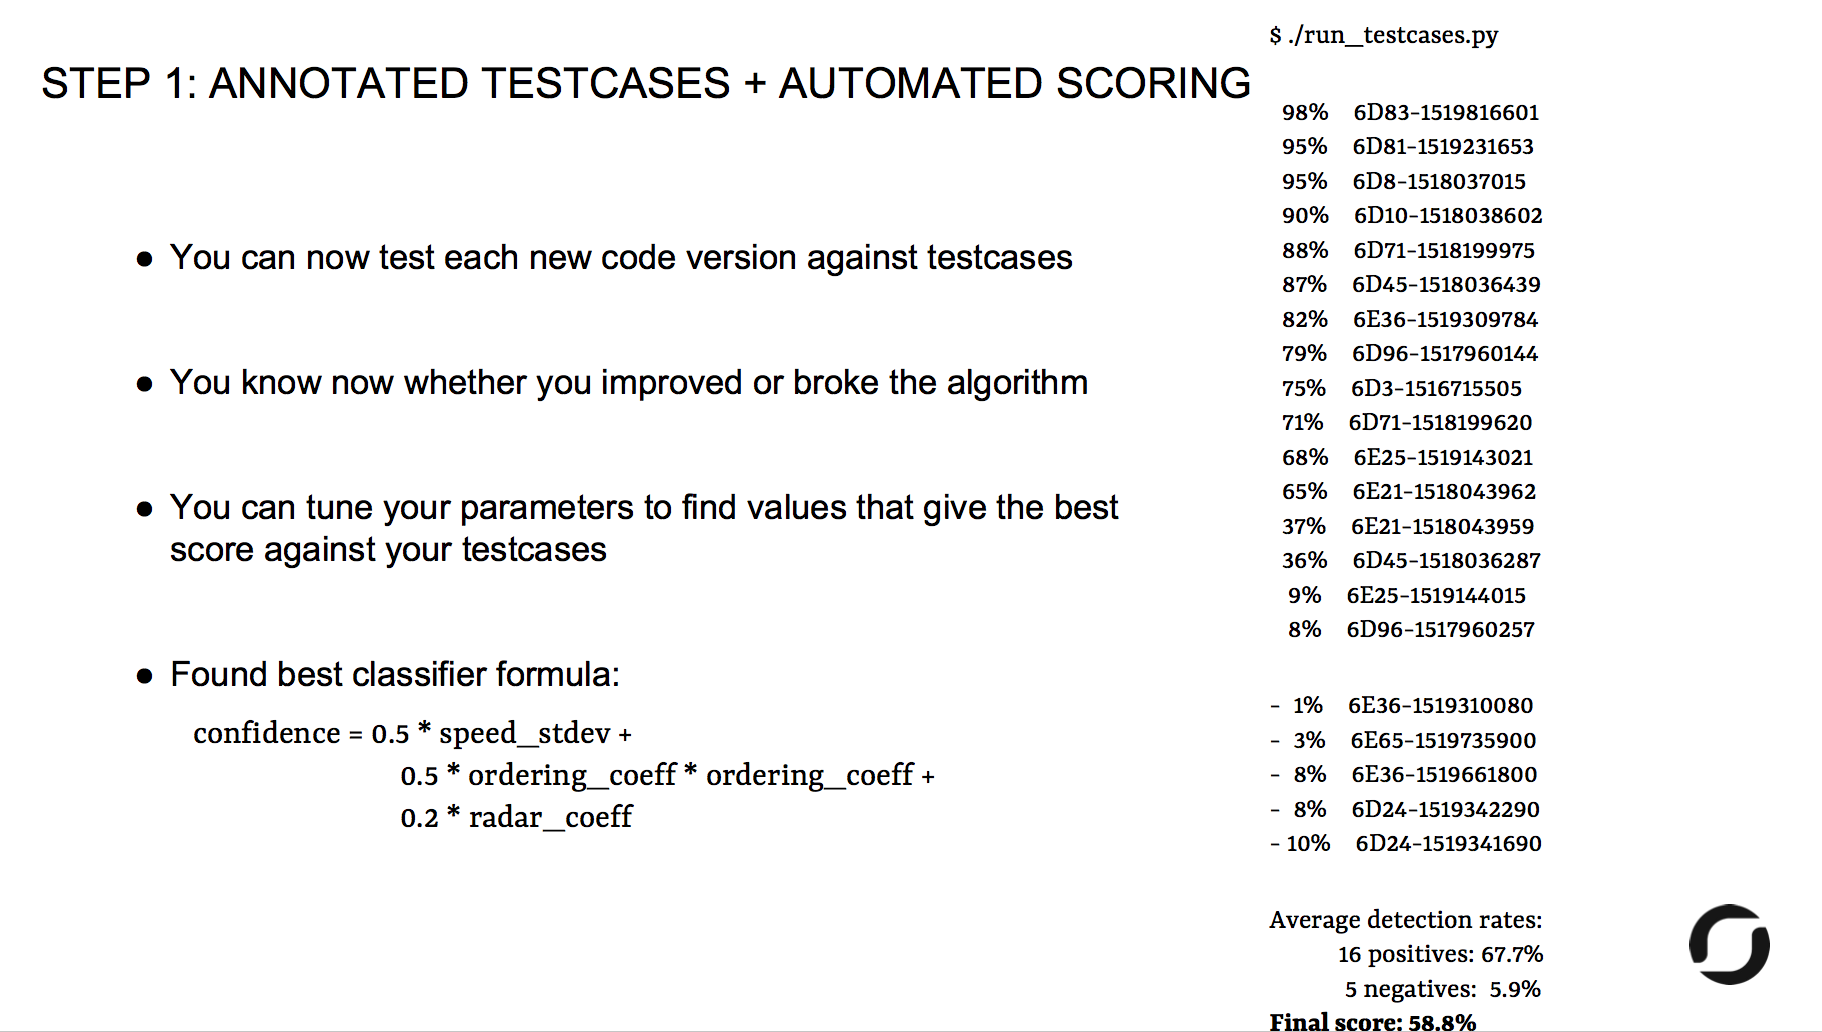 STEP 1: ANNOTATED TESTCASES + AUTOMATED SCORING
● You can now test each new code version against testcases
● You know now whether you improved or broke the algorithm
● You can tune your parameters to find values that give the best
score against your testcases
● Found best classifier formula:
confidence = 0.5 * speed_stdev +
0.5 * ordering_coeff * ordering_coeff +
0.2 * radar_coeff
$ ./run_testcases.py
98% 6D83-1519816601
95% 6D81-1519231653
95% 6D8-1518037015
90% 6D10-1518038602
88% 6D71-1518199975
87% 6D45-1518036439
82% 6E36-1519309784
79% 6D96-1517960144
75% 6D3-1516715505
71% 6D71-1518199620
68% 6E25-1519143021
65% 6E21-1518043962
37% 6E21-1518043959
36% 6D45-1518036287
9% 6E25-1519144015
8% 6D96-1517960257
- 1% 6E36-1519310080
- 3% 6E65-1519735900
- 8% 6E36-1519661800
- 8% 6D24-1519342290
- 10% 6D24-1519341690
Average detection rates:
16 positives: 67.7%
5 negatives: 5.9%
Final score: 58.8%